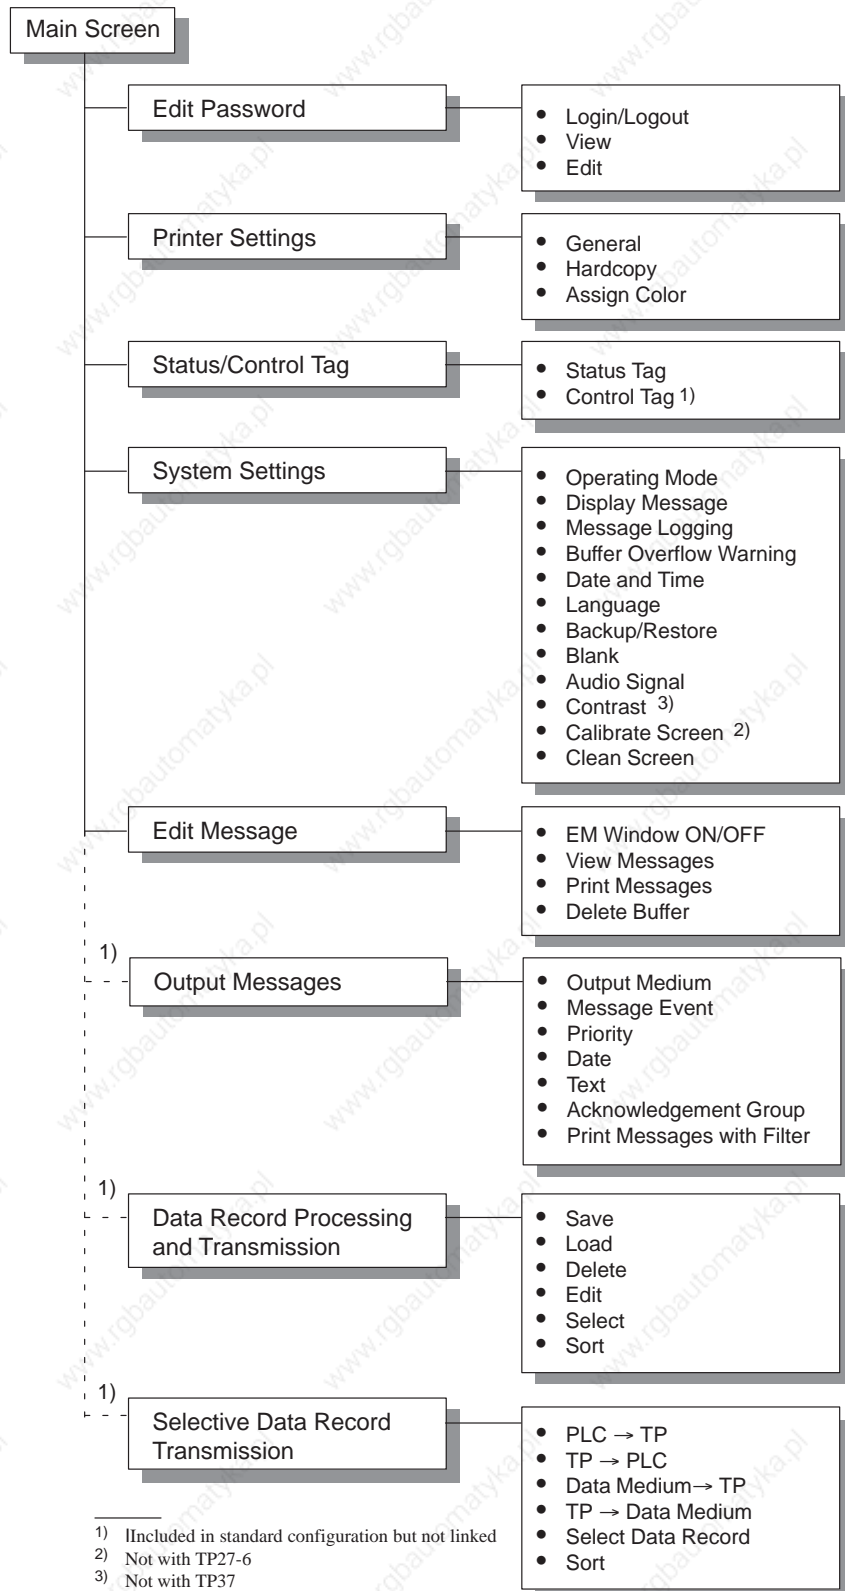 Main Screen
Edit Password
• Login/Logout
• View
• Edit
Printer Settings
• General
• Hardcopy
• Assign Color
Status/Control Tag
• Status Tag
• Control Tag 1)
System Settings
• Operating Mode
• Display Message
• Message Logging
• Buffer Overflow Warning
• Date and Time
• Language
• Backup/Restore
• Blank
• Audio Signal
• Contrast 3)
• Calibrate Screen 2)
• Clean Screen
Edit Message
• EM Window ON/OFF
• View Messages
• Print Messages
• Delete Buffer
1)
Output Messages
• Output Medium
• Message Event
• Priority
• Date
• Text
• Acknowledgement Group
• Print Messages with Filter
1)
Data Record Processing
and Transmission
• Save
• Load
• Delete
• Edit
• Select
• Sort
1)
Selective Data Record
Transmission
• PLC → TP
• TP → PLC
• Data Medium→ TP
• TP → Data Medium
• Select Data Record
• Sort
1) IIncluded in standard configuration but not linked
2) Not with TP27-6
3) Not with TP37
www.rgbautomatyka.pl